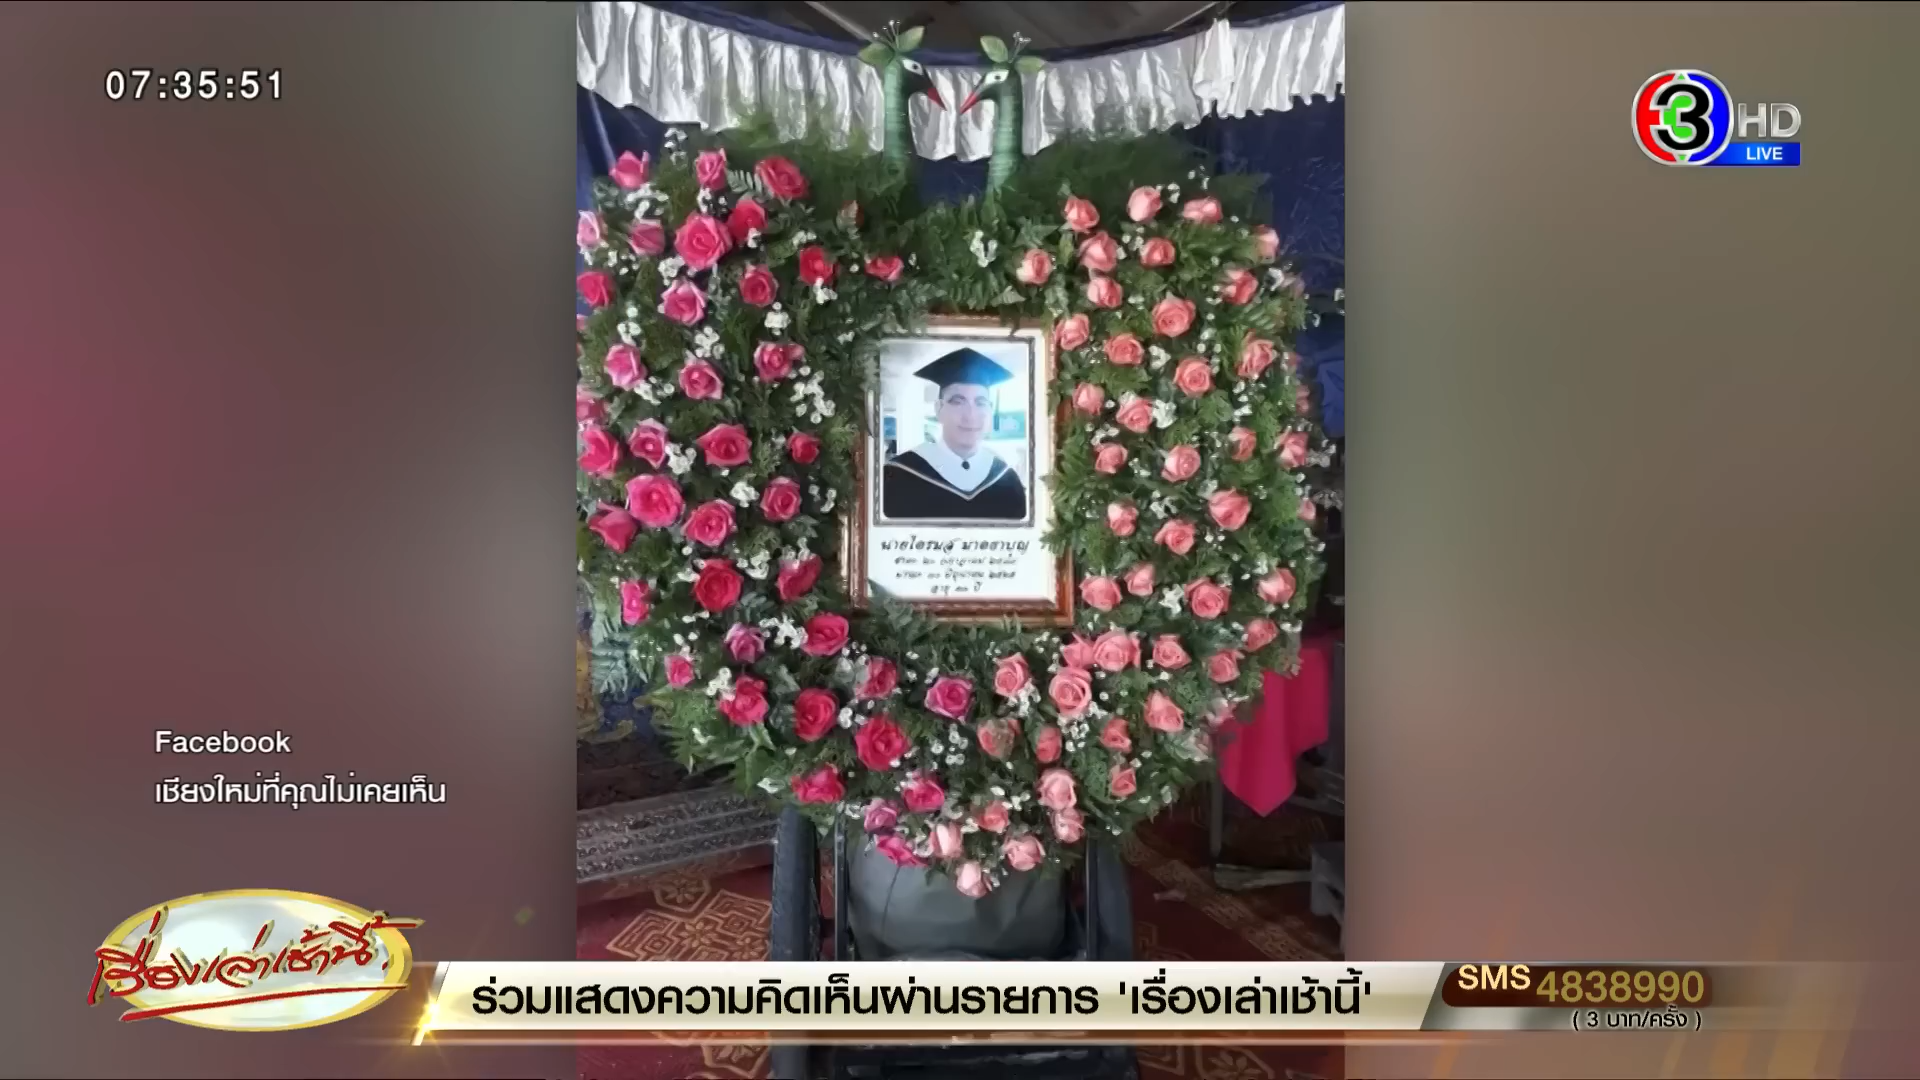 07:35:51
3 HD
LIVE
Facebook
เชียงใหม่ที่คุณไม่เคยเห็น
เรื่องเล่าเช้านี้
ร่วมแสดงความคิดเห็นผ่านรายการ 'เรื่องเล่าเช้านี้'
SMS 4838990
( 3 บาท/ครั้ง )